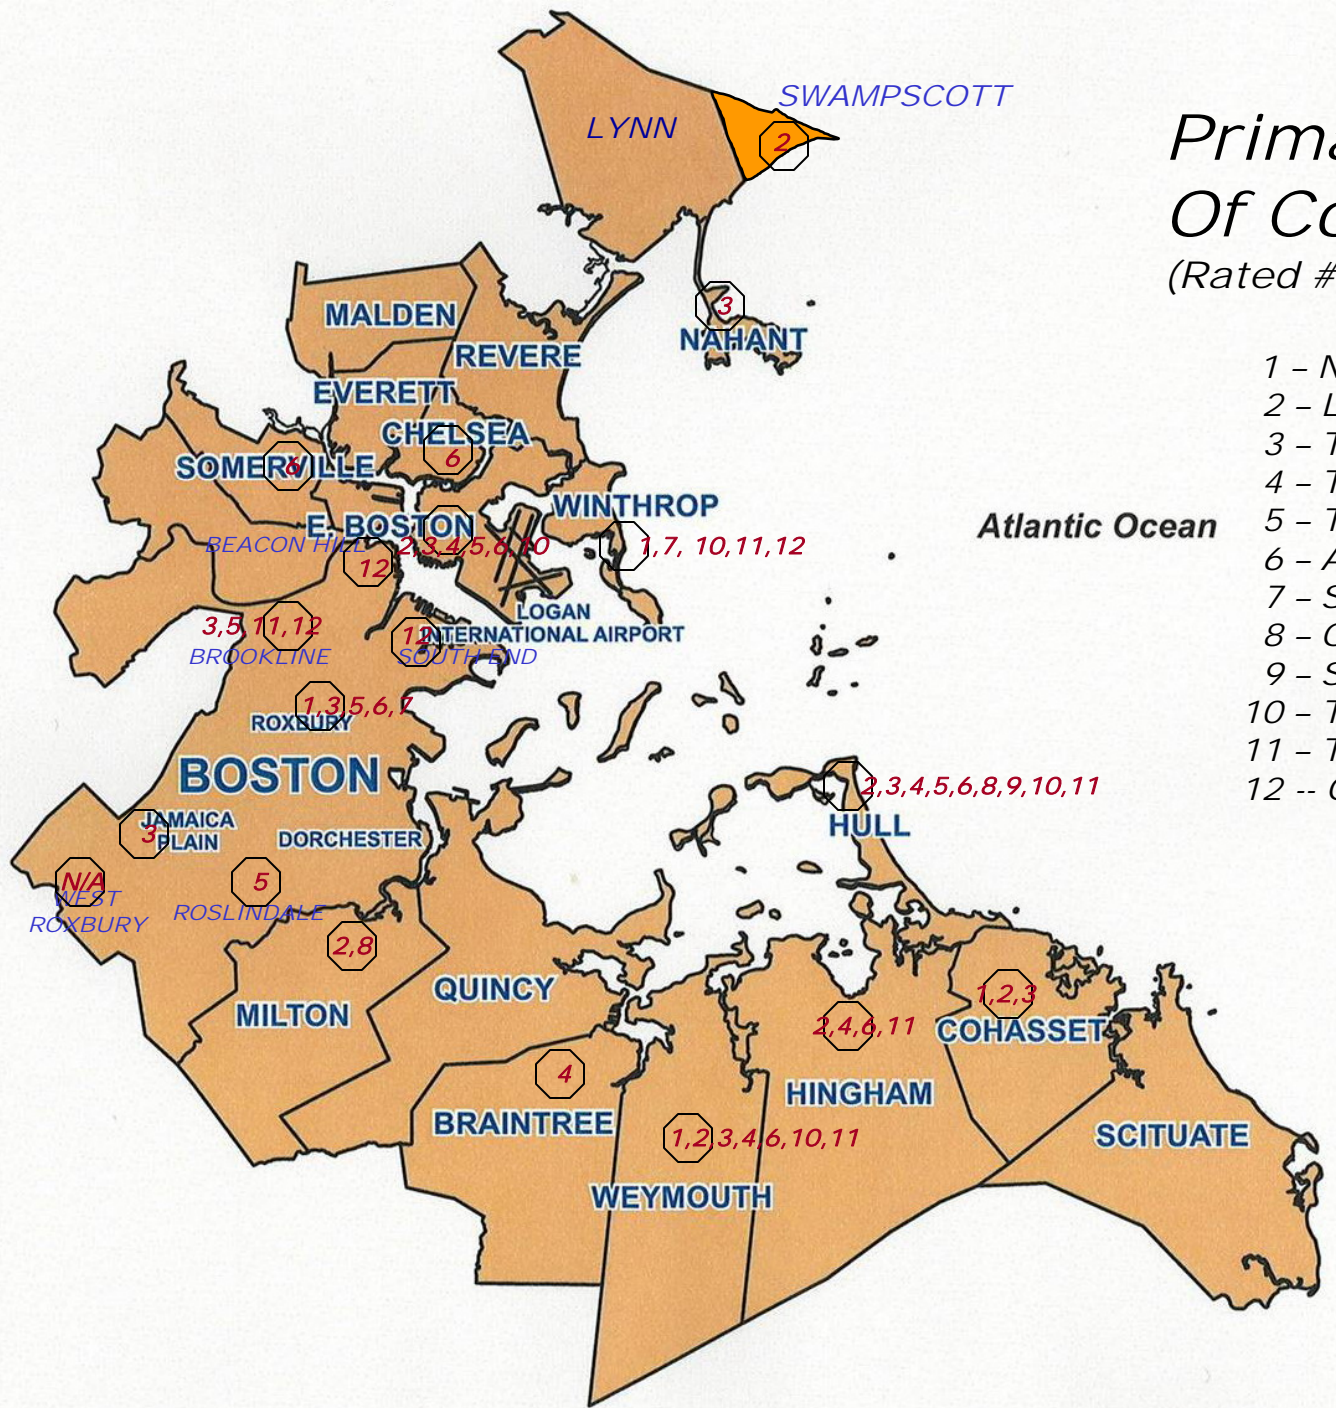 SWAMPSCOTT
LYNN
2
Prima
Of Co
(Rated #
3
NAHANT
MALDEN
REVERE
EVERETT
CHELSEA
6
SOMERVILLE
6
WINTHROP
1,7, 10,11,12
E. BOSTON
2,3,4,5,6,10
BEACON HILL
12
Atlantic Ocean
LOGAN
INTERNATIONAL AIRPORT
12
SOUTH END
3,5,11,12
BROOKLINE
1,3,5,6,7
ROXBURY
BOSTON
JAMAICA
PLAIN
3
DORCHESTER
N/A
WEST
ROXBURY
5
ROSLINDALE
2,8
MILTON
QUINCY
2,3,4,5,6,8,9,10,11
HULL
1,2,3
COHASSET
2,4,6,11
HINGHAM
4
BRAINTREE
1,2,3,4,6,10,11
WEYMOUTH
SCITUATE
1 – N
2 – L
3 – T
4 – T
5 – T
6 – A
7 – S
8 – C
9 – S
10 – T
11 – T
12 -- C